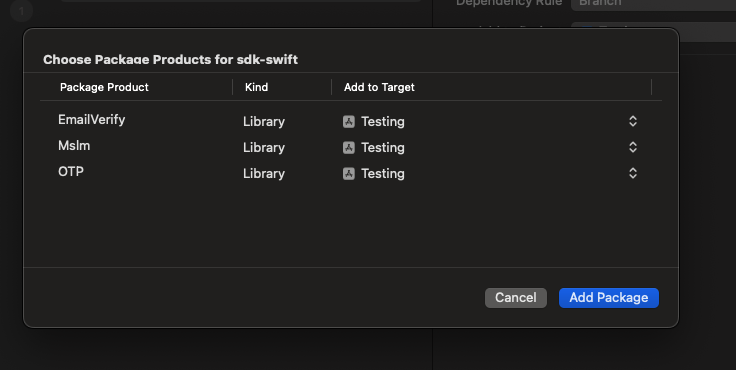 1
Dependency Rule Branch
Choose Package Products for sdk-swift
Package Product Kind Add to Target
EmailVerify Library Testing
Mslm Library Testing
OTP Library Testing
Cancel Add Package